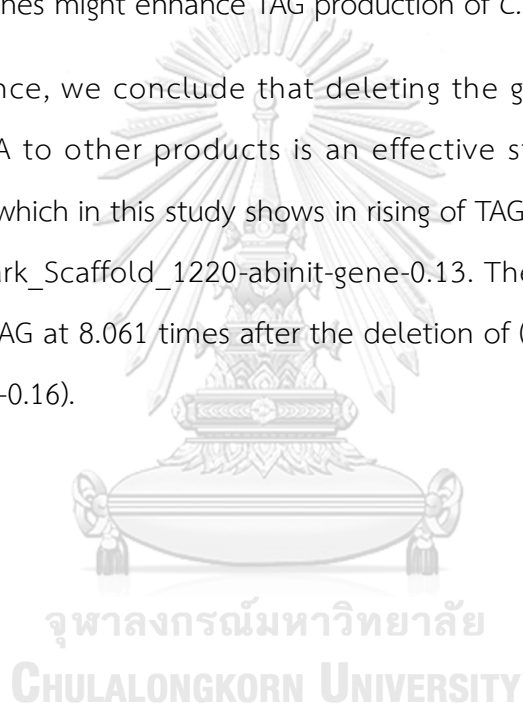 nes might enhance TAG production of C.
nce, we conclude that deleting the g
A to other products is an effective st
which in this study shows in rising of TAG
ark_Scaffold_1220-abinit-gene-0.13. The
TAG at 8.061 times after the deletion of (
-0.16).
จุฬาลงกรณ์มหาวิทยาลัย
CHULALONGKORN UNIVERSITY